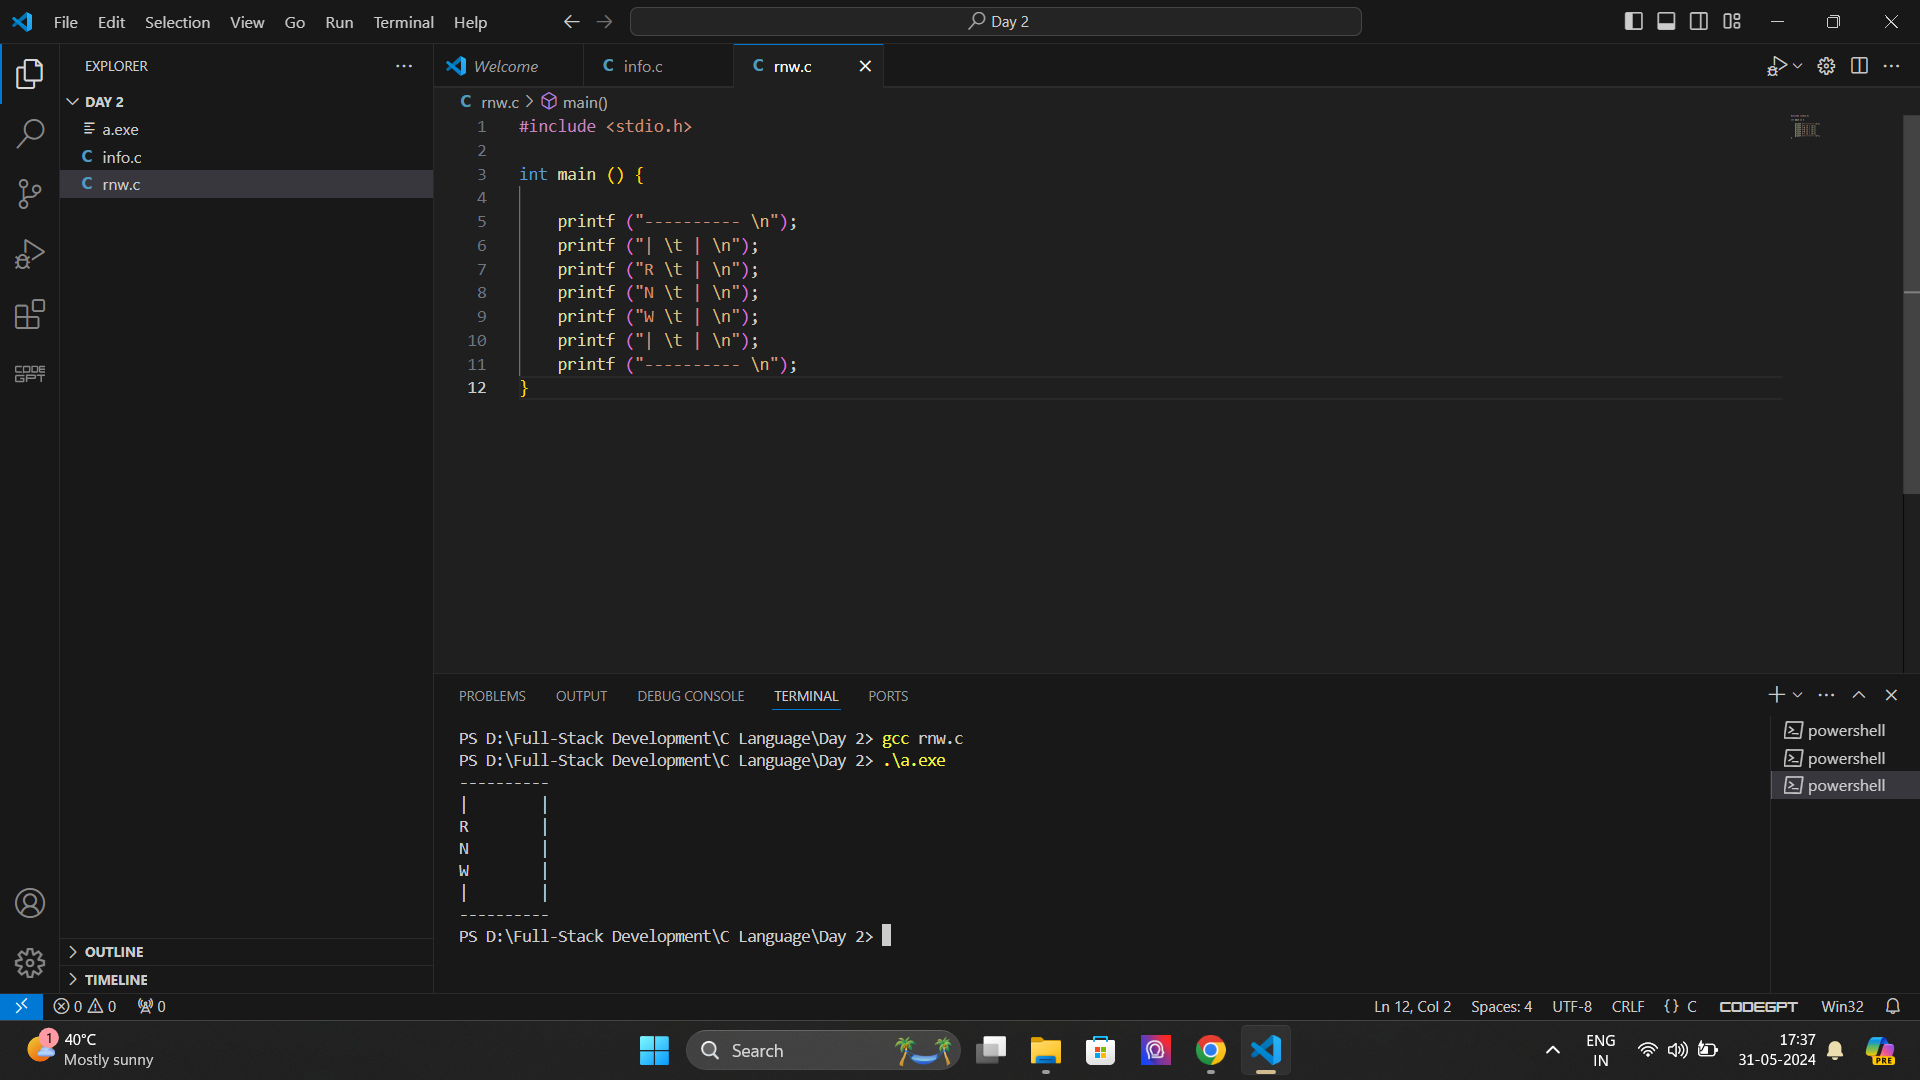 File Edit Selection View Go Run Terminal Help
Day 2
EXPLORER
DAY 2
a.exe
C info.c
C rnw.c
CODE
GPT
OUTLINE
TIMELINE
Welcome
C info.c
C rnw.c
C rnw.c > main()
1 #include <stdio.h>
2
3 int main () {
4
5 printf ("---------- \n");
6 printf ("| \t | \n");
7 printf ("R \t | \n");
8 printf ("N \t | \n");
9 printf ("W \t | \n");
10 printf ("| \t | \n");
11 printf ("---------- \n");
12 }
PROBLEMS OUTPUT DEBUG CONSOLE TERMINAL PORTS
PS D:\Full-Stack Development\C Language\Day 2> gcc rnw.c
PS D:\Full-Stack Development\C Language\Day 2> .\a.exe
----------
| |
R |
N |
W |
| |
----------
PS D:\Full-Stack Development\C Language\Day 2>
powershell
powershell
powershell
0 0 0
Ln 12, Col 2 Spaces: 4 UTF-8 CRLF {} C CODEGPT Win32
1
40°C
Mostly sunny
Search
ENG
IN
17:37
31-05-2024
PRE